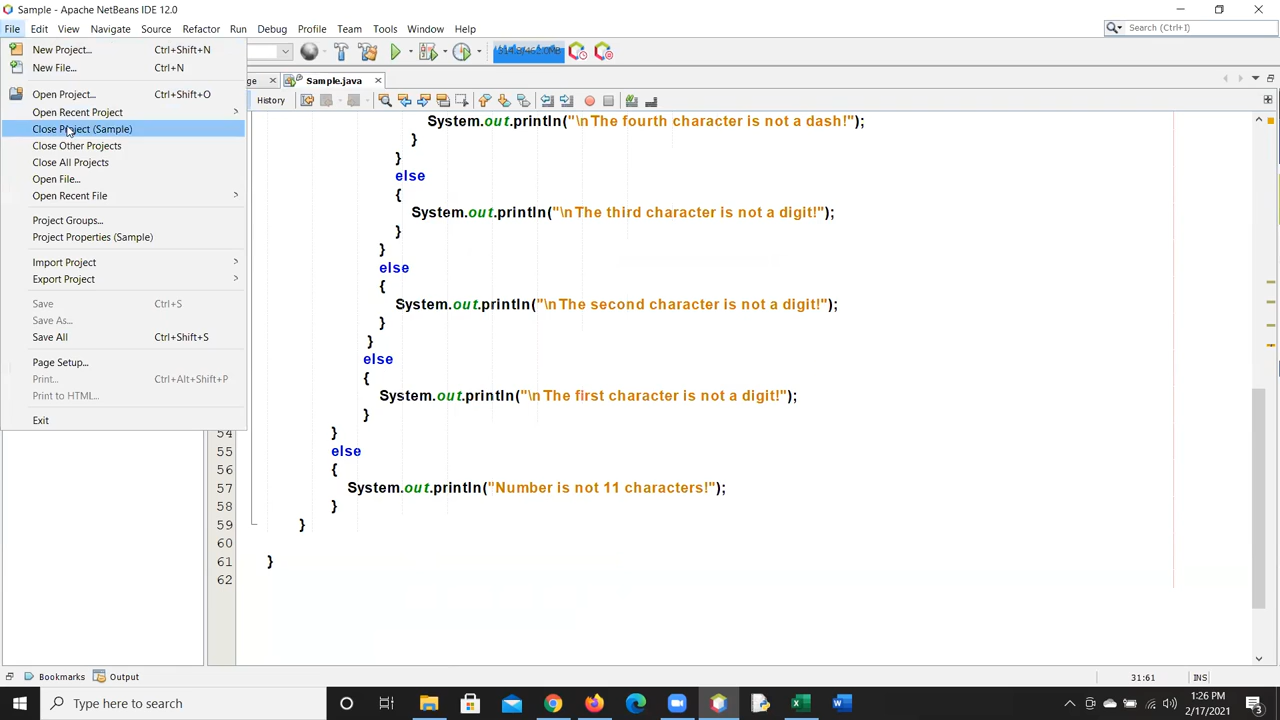 Sample - Apache NetBeans IDE 12.0
File Edit View Navigate Source Refactor Run Debug Profile Team Tools Window Help
Search (Ctrl+I)
New Project... Ctrl+Shift+N
New File... Ctrl+N
Open Project... Ctrl+Shift+O
Open Recent Project
Close Project (Sample)
Close Other Projects
Close All Projects
Open File...
Open Recent File
Project Groups...
Project Properties (Sample)
Import Project
Export Project
Save Ctrl+S
Save As...
Save All Ctrl+Shift+S
Page Setup...
Print... Ctrl+Alt+Shift+P
Print to HTML...
Exit
Sample.java
History
System.out.println("\nThe fourth character is not a dash!");
}
}
else
{
System.out.println("\nThe third character is not a digit!");
}
}
else
{
System.out.println("\nThe second character is not a digit!");
}
}
else
{
System.out.println("\nThe first character is not a digit!");
}
54 }
55 else
56 {
57 System.out.println("Number is not 11 characters!");
58 }
59 }
60
61 }
62
Bookmarks Output
31:61 INS
Type here to search
1:26 PM
2/17/2021
3